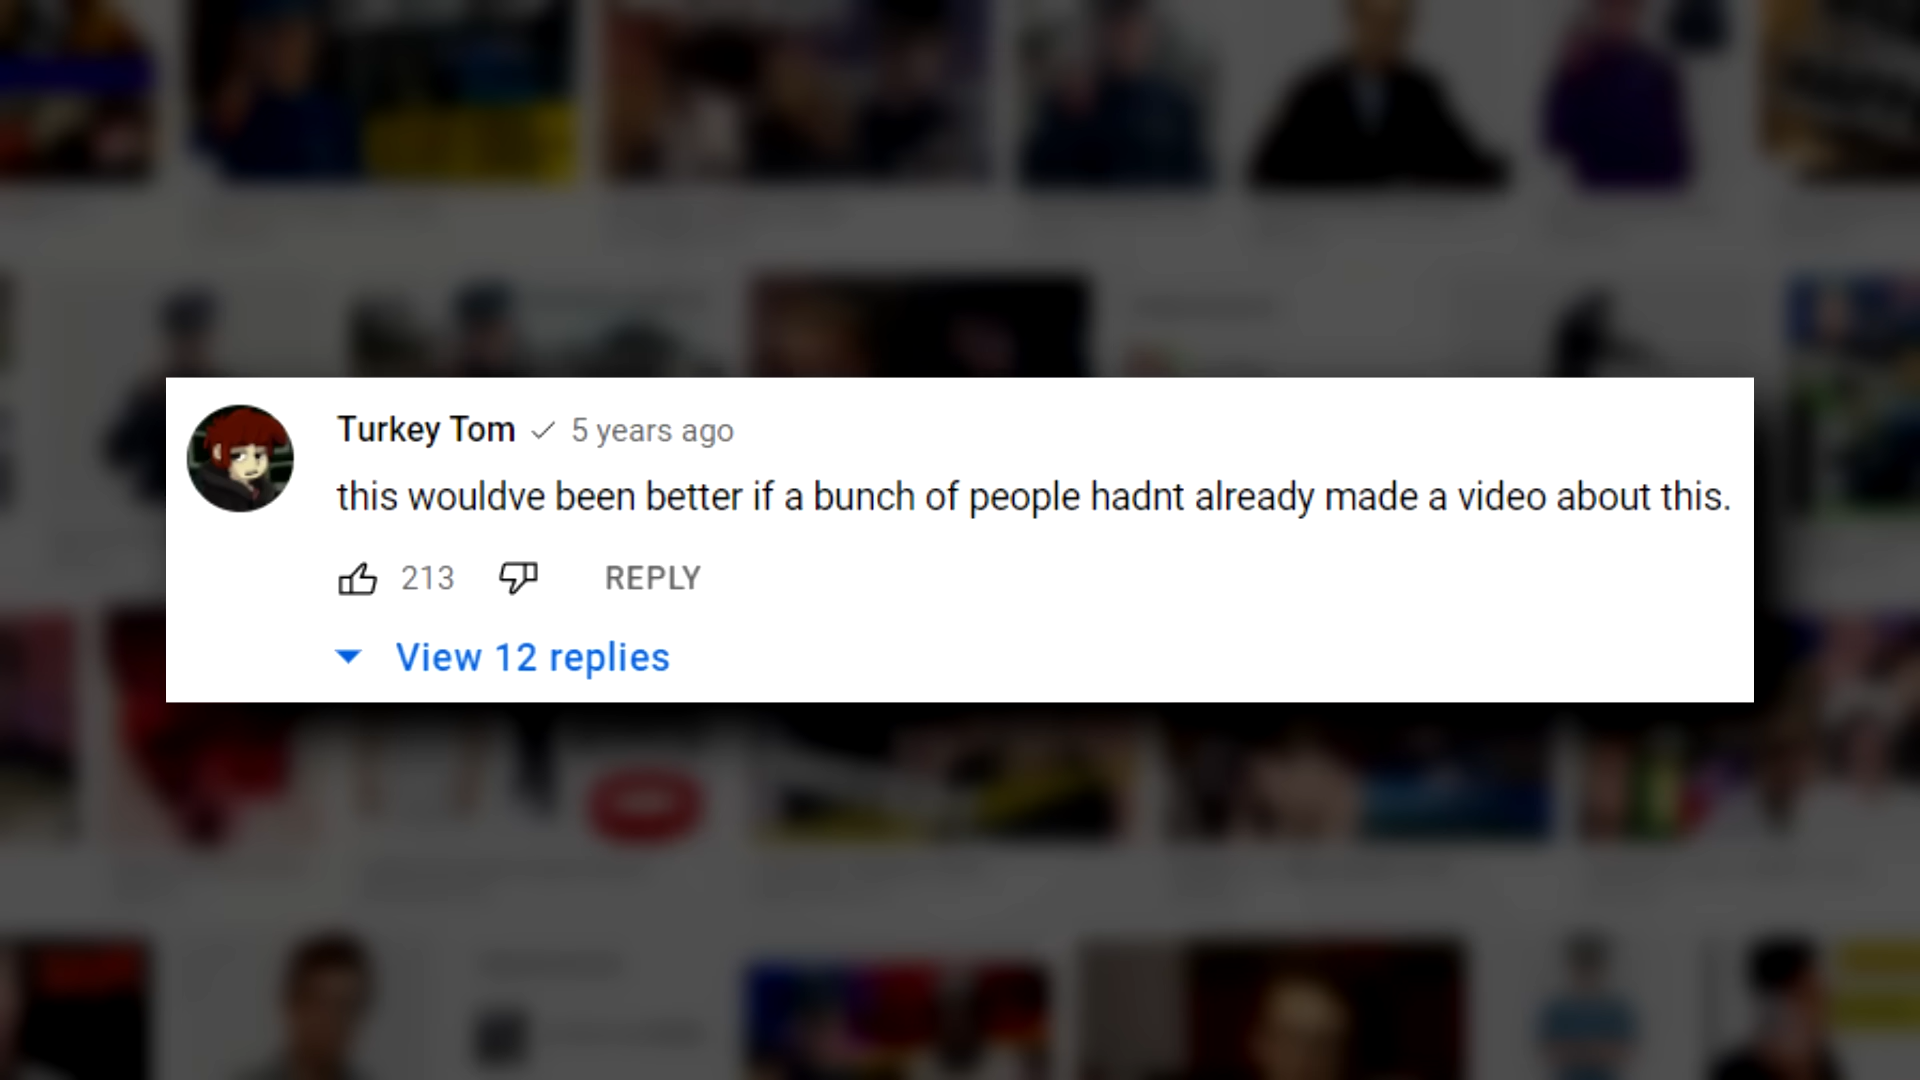 Turkey Tom ✓ 5 years ago
this wouldve been better if a bunch of people hadnt already made a video about this.
213 REPLY
View 12 replies